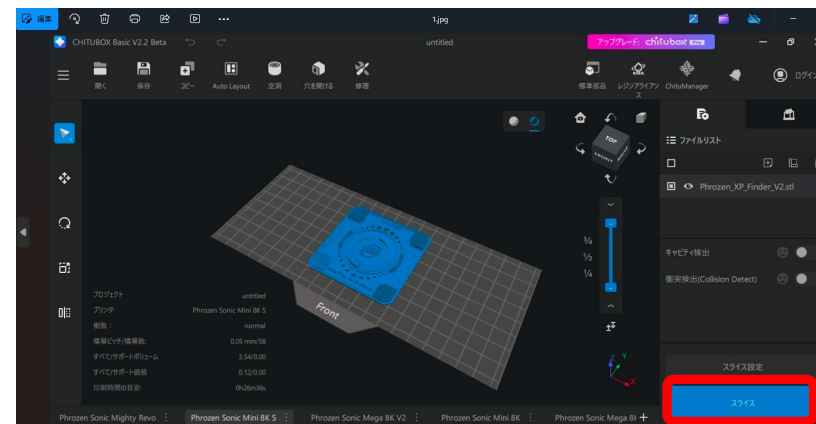 編集
1.jpg
CHITUBOX Basic V2.2 Beta
untitled
アップグレード: chitubox Pro
開く
保存
コピー
Auto Layout
空洞
穴を開ける
修理
標準部品
レジンアライアンス
ChituManager
TOP
FRONT
ファイルリスト
Phrozen_XP_Finder_V2.stl
3/4
1/2
1/4
キャビティ検出
衝突検出(Collision Detect)
Front
プロジェクト untitled
プリンタ: Phrozen Sonic Mini 8K S
樹脂: normal
積層ピッチ/積層数: 0.05 mm/58
すべて/サポートボリューム 3.54/0.00
すべて/サポート価格 0.12/0.00
印刷時間の目安: 0h26m36s
Z
Y
X
スライス設定
スライス
Phrozen Sonic Mighty Revo
Phrozen Sonic Mini 8K S
Phrozen Sonic Mega 8K V2
Phrozen Sonic Mini 8K
Phrozen Sonic Mega 8K